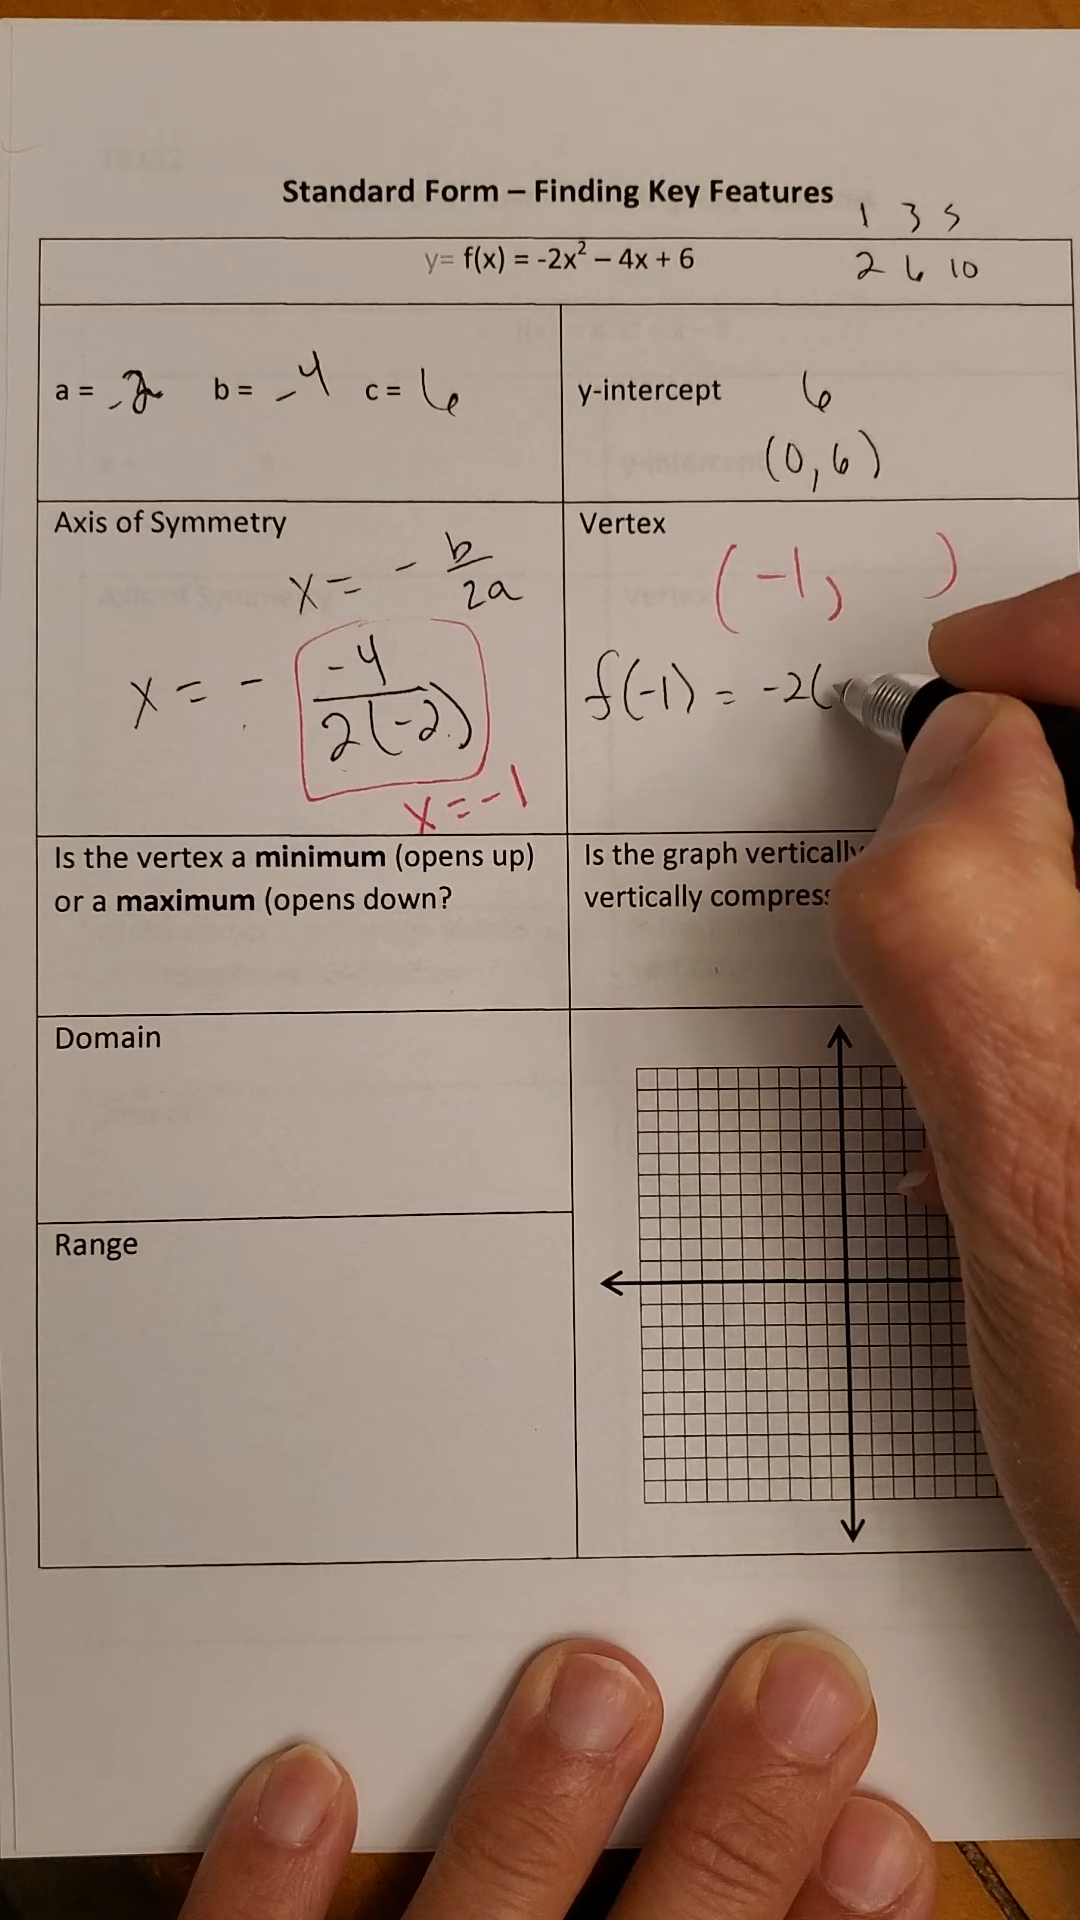 Standard Form – Finding Key Features
1 3 5
y= f(x) = -2x² – 4x + 6
2 6 10
a = -2 b = -4 c = 6
y-intercept 6
(0, 6)
Axis of Symmetry
x = - b/2a
x = - -4/2(-2)
x = -1
Vertex
(-1, )
f(-1) = -2(
Is the vertex a minimum (opens up)
or a maximum (opens down?
Is the graph vertically
vertically compress
Domain
Range